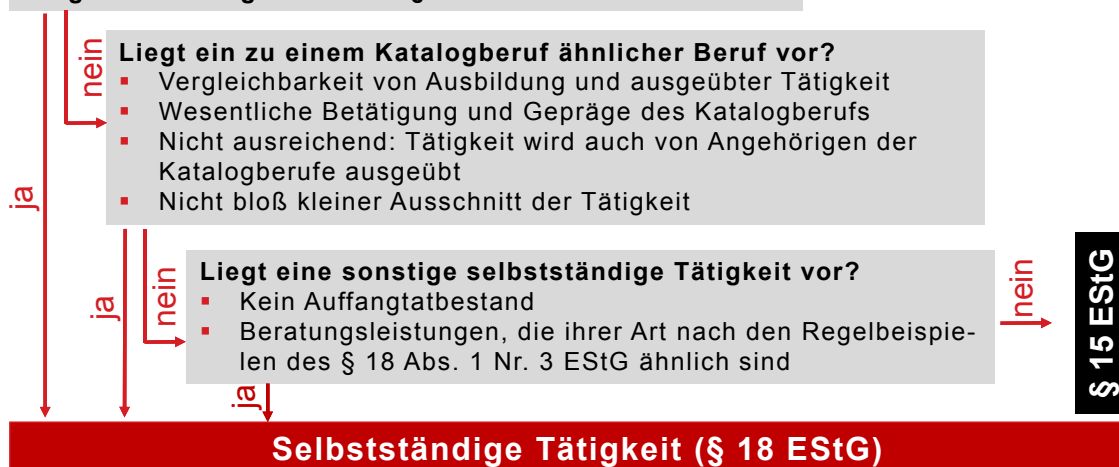 nein
Liegt ein zu einem Katalogberuf ähnlicher Beruf vor?
▪ Vergleichbarkeit von Ausbildung und ausgeübter Tätigkeit
▪ Wesentliche Betätigung und Gepräge des Katalogberufs
▪ Nicht ausreichend: Tätigkeit wird auch von Angehörigen der
Katalogberufe ausgeübt
▪ Nicht bloß kleiner Ausschnitt der Tätigkeit
ja
ja
nein
Liegt eine sonstige selbstständige Tätigkeit vor?
▪ Kein Auffangtatbestand
▪ Beratungsleistungen, die ihrer Art nach den Regelbeispie-
len des § 18 Abs. 1 Nr. 3 EStG ähnlich sind
nein
§ 15 EStG
ja
Selbstständige Tätigkeit (§ 18 EStG)